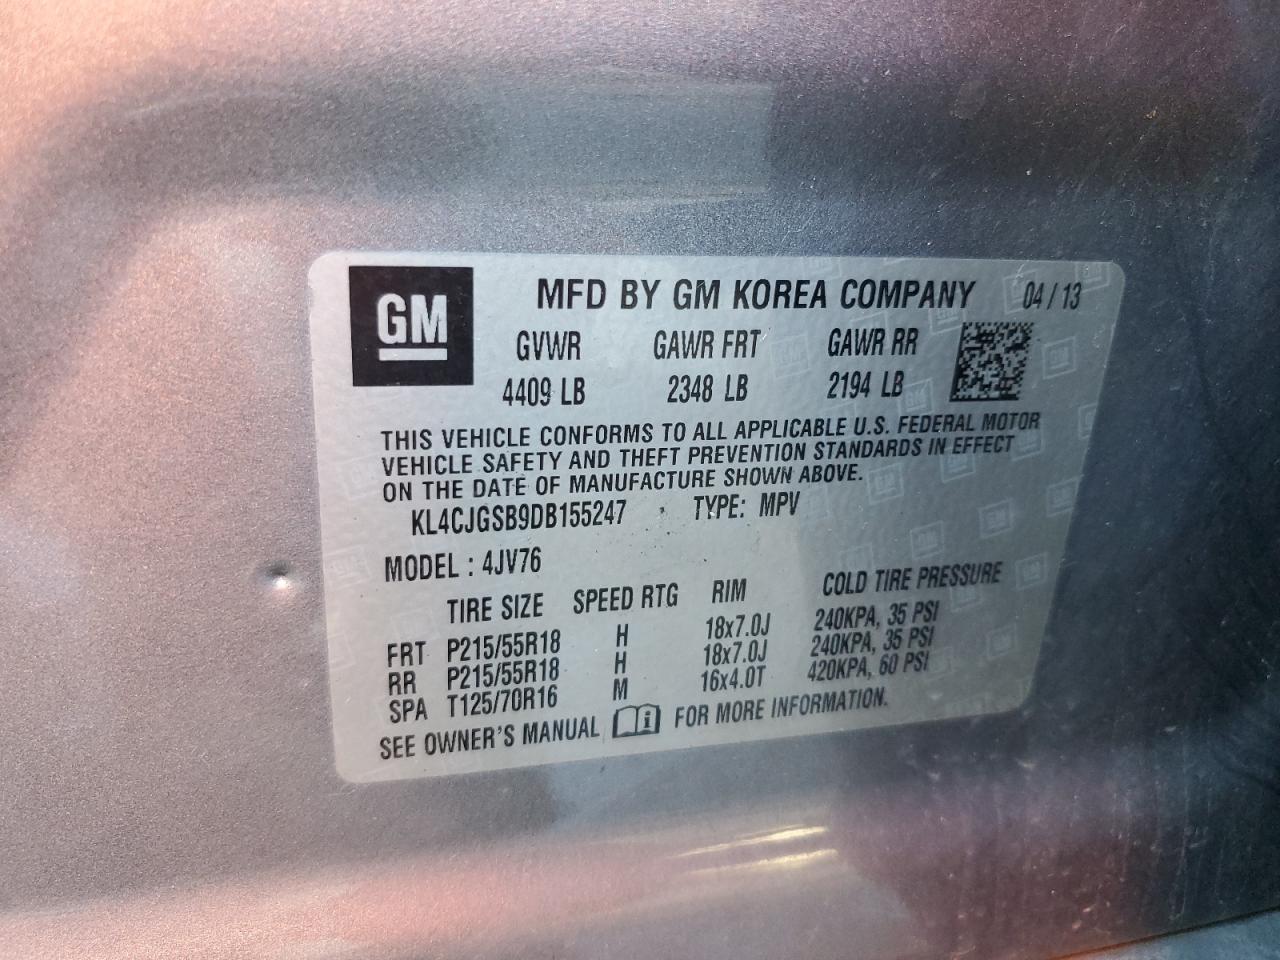 GM
MFD BY GM KOREA COMPANY 04/13
GVWR GAWR FRT GAWR RR
4409 LB 2348 LB 2194 LB
THIS VEHICLE CONFORMS TO ALL APPLICABLE U.S. FEDERAL MOTOR
VEHICLE SAFETY AND THEFT PREVENTION STANDARDS IN EFFECT
ON THE DATE OF MANUFACTURE SHOWN ABOVE.
KL4CJGSB9DB155247 TYPE: MPV
MODEL : 4JV76
TIRE SIZE SPEED RTG RIM COLD TIRE PRESSURE
FRT P215/55R18 H 18x7.0J 240KPA, 35 PSI
RR P215/55R18 H 18x7.0J 240KPA, 35 PSI
SPA T125/70R16 M 16x4.0T 420KPA, 60 PSI
SEE OWNER'S MANUAL i FOR MORE INFORMATION.